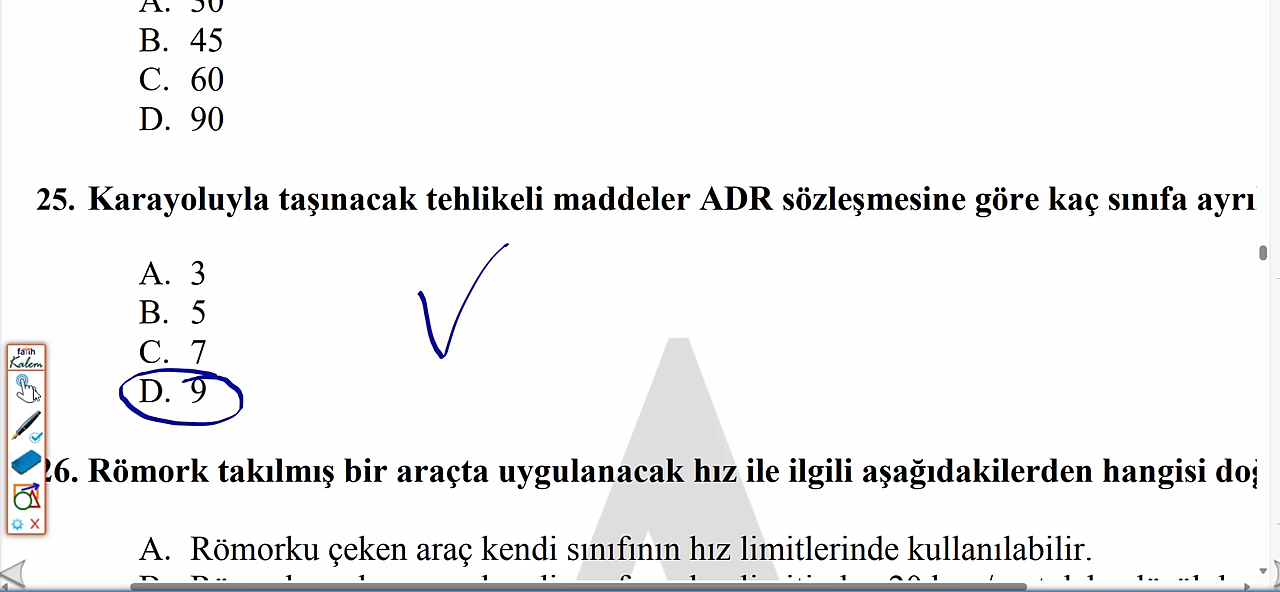 A. 30
B. 45
C. 60
D. 90
25. Karayoluyla taşınacak tehlikeli maddeler ADR sözleşmesine göre kaç sınıfa ayrı
A. 3
B. 5
C. 7
D. 9
fatih
Kalem
26. Römork takılmış bir araçta uygulanacak hız ile ilgili aşağıdakilerden hangisi doğ
A. Römorku çeken araç kendi sınıfının hız limitlerinde kullanılabilir.